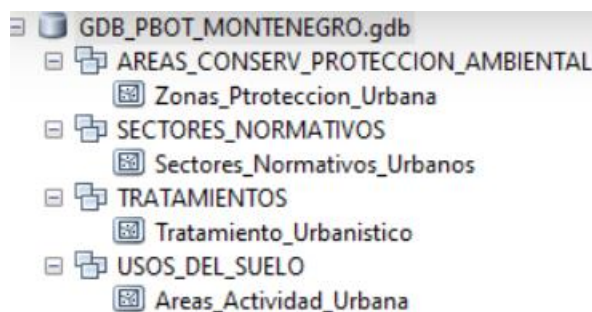 GDB_PBOT_MONTENEGRO.gdb
AREAS_CONSERV_PROTECCION_AMBIENTAL
Zonas_Ptroteccion_Urbana
SECTORES_NORMATIVOS
Sectores_Normativos_Urbanos
TRATAMIENTOS
Tratamiento_Urbanistico
USOS_DEL_SUELO
Areas_Actividad_Urbana